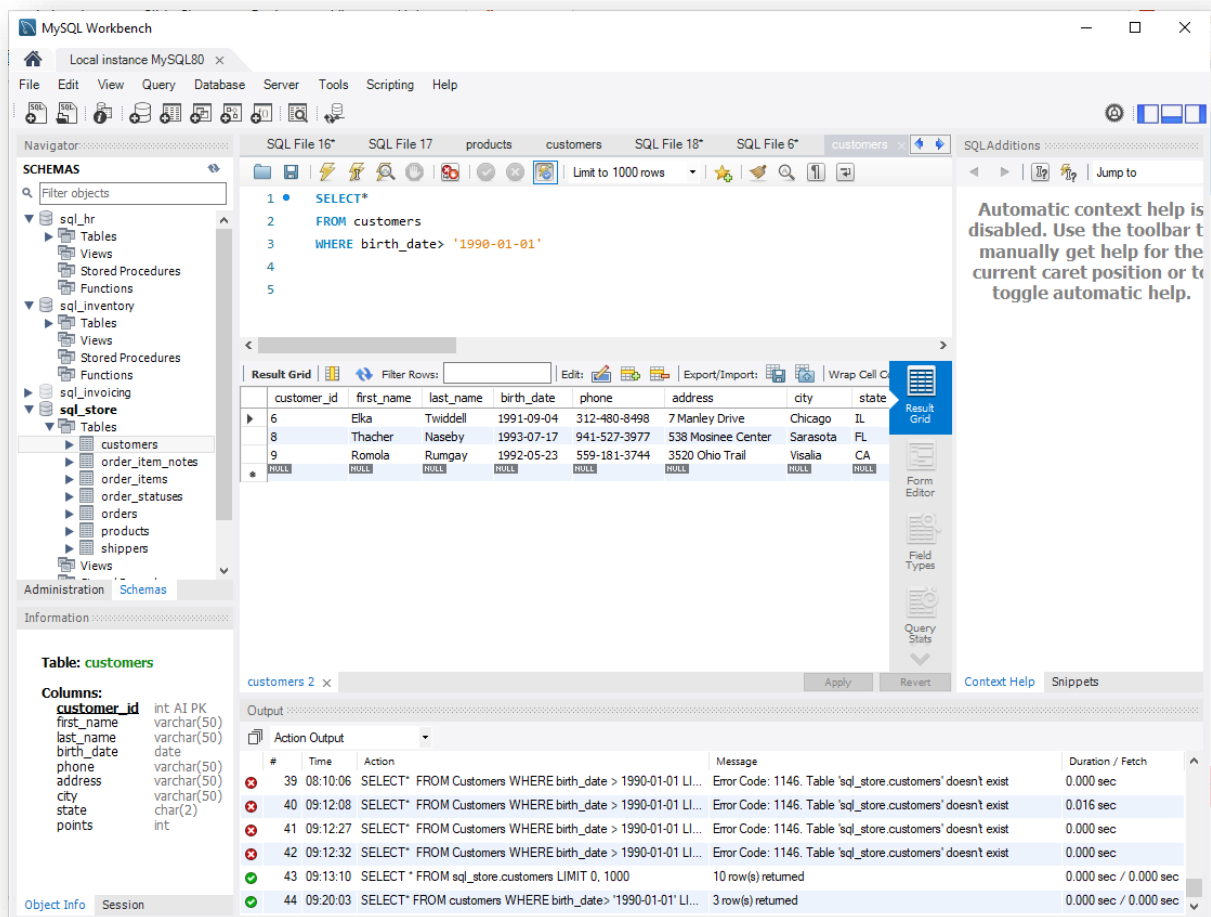 MySQL Workbench
Local instance MySQL80
File Edit View Query Database Server Tools Scripting Help
Navigator
SCHEMAS
Filter objects
sql_hr
Tables
Views
Stored Procedures
Functions
sql_inventory
Tables
Views
Stored Procedures
Functions
sql_invoicing
sql_store
Tables
customers
order_item_notes
order_items
order_statuses
orders
products
shippers
Views
Administration Schemas
Information
Table: customers
Columns:
customer_id int AI PK
first_name varchar(50)
last_name varchar(50)
birth_date date
phone varchar(50)
address varchar(50)
city varchar(50)
state char(2)
points int
Object Info Session
SQL File 16* SQL File 17 products customers SQL File 18* SQL File 6* customers
Limit to 1000 rows
1 SELECT*
2 FROM customers
3 WHERE birth_date> '1990-01-01'
4
5
Result Grid Filter Rows: Edit: Export/Import: Wrap Cell Co
customer_id first_name last_name birth_date phone address city state
6 Elka Twiddell 1991-09-04 312-480-8498 7 Manley Drive Chicago IL
8 Thacher Naseby 1993-07-17 941-527-3977 538 Mosinee Center Sarasota FL
9 Romola Rumgay 1992-05-23 559-181-3744 3520 Ohio Trail Visalia CA
NULL NULL NULL NULL NULL NULL NULL NULL
Result
Grid
Form
Editor
Field
Types
Query
Stats
customers 2 Apply Revert
SQLAdditions
Jump to
Automatic context help is
disabled. Use the toolbar t
manually get help for the
current caret position or to
toggle automatic help.
Context Help Snippets
Output
Action Output
# Time Action Message Duration / Fetch
39 08:10:06 SELECT* FROM Customers WHERE birth_date > 1990-01-01 LI... Error Code: 1146. Table 'sql_store.customers' doesn't exist 0.000 sec
40 09:12:08 SELECT* FROM Customers WHERE birth_date > 1990-01-01 LI... Error Code: 1146. Table 'sql_store.customers' doesn't exist 0.016 sec
41 09:12:27 SELECT* FROM Customers WHERE birth_date > 1990-01-01 LI... Error Code: 1146. Table 'sql_store.customers' doesn't exist 0.000 sec
42 09:12:32 SELECT* FROM Customers WHERE birth_date > 1990-01-01 LI... Error Code: 1146. Table 'sql_store.customers' doesn't exist 0.000 sec
43 09:13:10 SELECT * FROM sql_store.customers LIMIT 0, 1000 10 row(s) returned 0.000 sec / 0.000 sec
44 09:20:03 SELECT* FROM customers WHERE birth_date> '1990-01-01' LI... 3 row(s) returned 0.000 sec / 0.000 sec